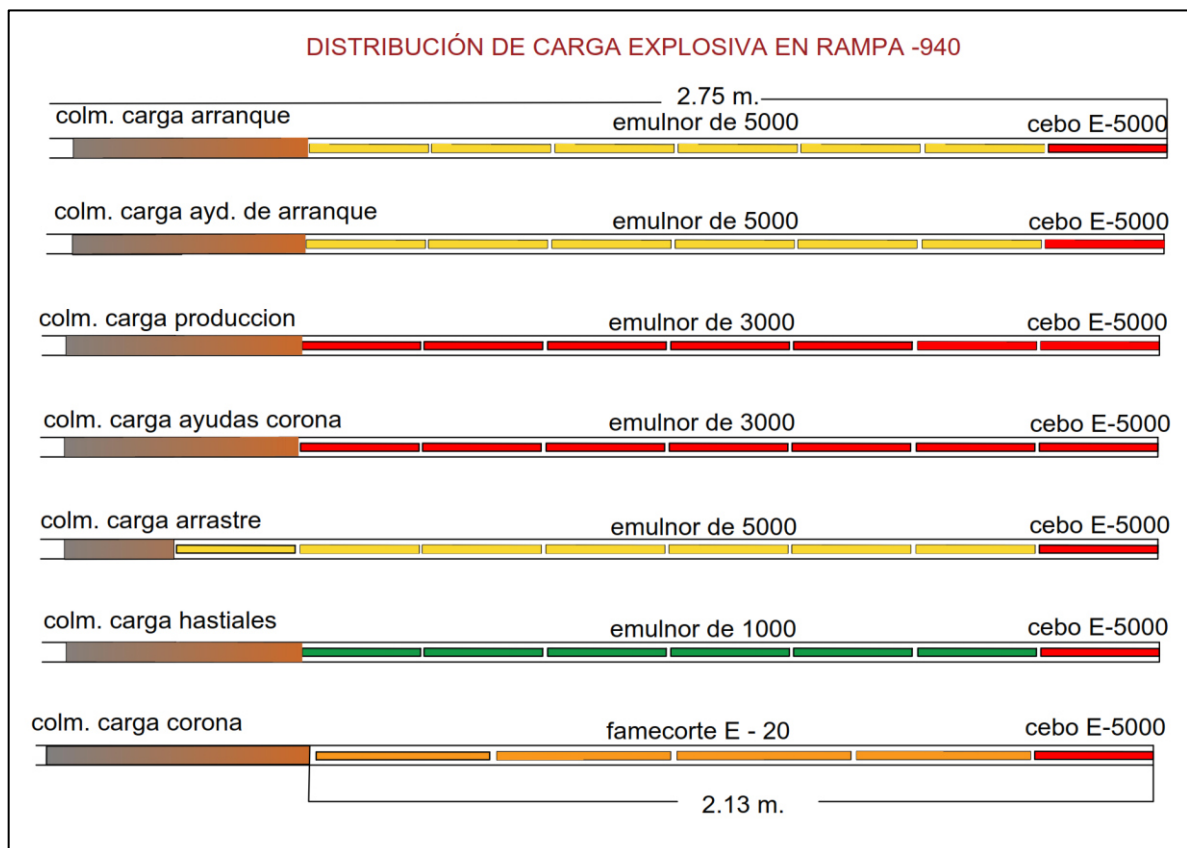 DISTRIBUCIÓN DE CARGA EXPLOSIVA EN RAMPA -940
2.75 m.
colm. carga arranque emulnor de 5000 cebo E-5000
colm. carga ayd. de arranque emulnor de 5000 cebo E-5000
colm. carga produccion emulnor de 3000 cebo E-5000
colm. carga ayudas corona emulnor de 3000 cebo E-5000
colm. carga arrastre emulnor de 5000 cebo E-5000
colm. carga hastiales emulnor de 1000 cebo E-5000
colm. carga corona famecorte E - 20 cebo E-5000
2.13 m.